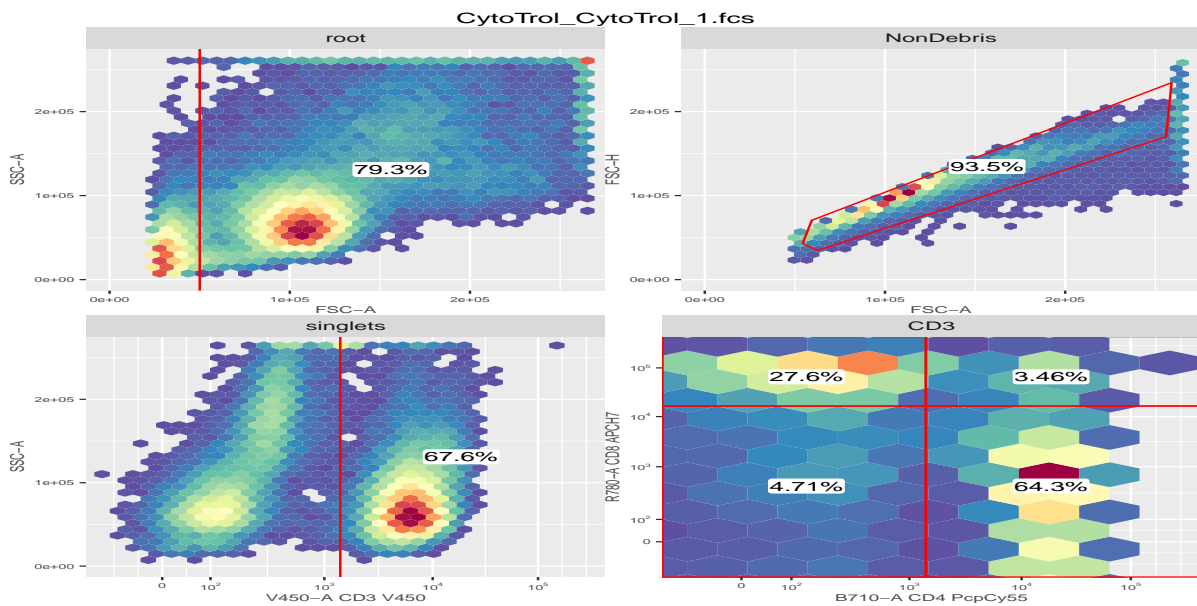 CytoTrol_CytoTrol_1.fcs
root
NonDebris
SSC−A
2e+05
1e+05
0e+00
79.3%
0e+00
1e+05
2e+05
FSC−A
FSC−H
2e+05
1e+05
0e+00
93.5%
0e+00
1e+05
2e+05
FSC−A
singlets
CD3
SSC−A
2e+05
1e+05
0e+00
67.6%
0
10²
10³
10⁴
10⁵
V450−A CD3 V450
R780−A CD8 APCH7
10⁵
10⁴
10³
10²
0
27.6%
3.46%
4.71%
64.3%
0
10²
10³
10⁴
10⁵
B710−A CD4 PcpCy55